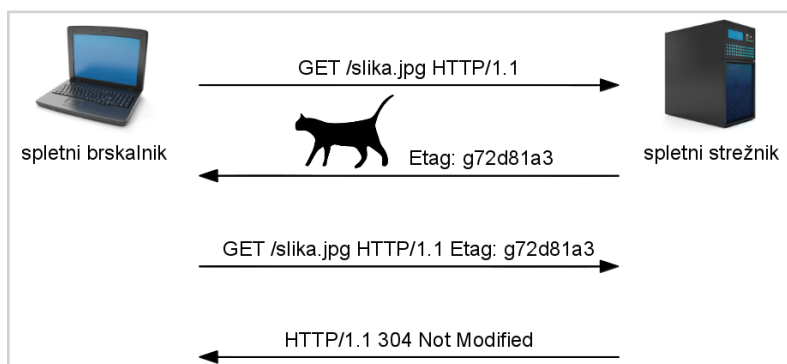 GET /slika.jpg HTTP/1.1
spletni brskalnik
Etag: g72d81a3
spletni strežnik
GET /slika.jpg HTTP/1.1 Etag: g72d81a3
HTTP/1.1 304 Not Modified